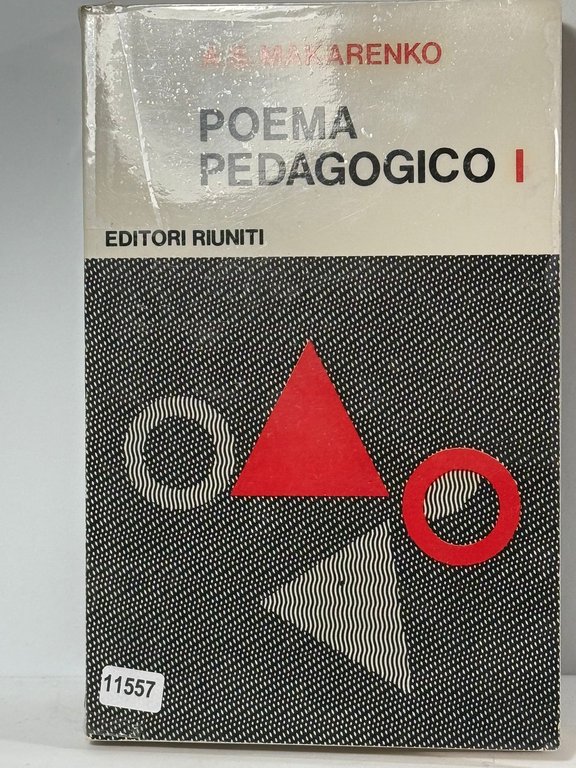 A. S. MAKARENKO
POEMA
PEDAGOGICO I
EDITORI RIUNITI
11557